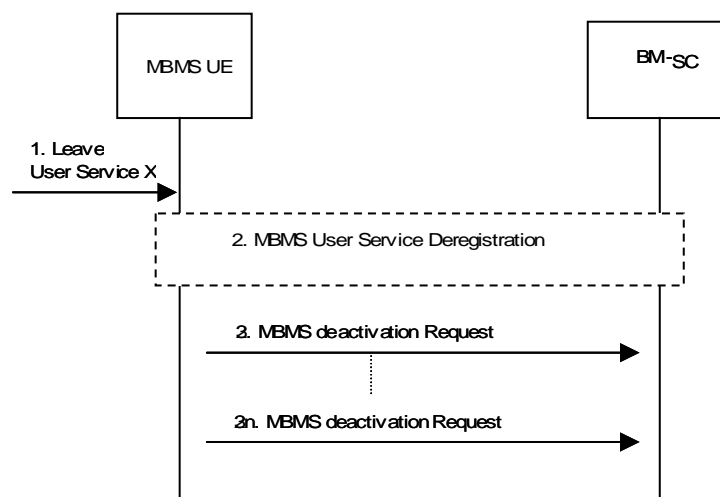 MBMS UE
BM-SC
1. Leave
User Service X
2. MBMS User Service Deregistration
3. MBMS deactivation Request
3n. MBMS deactivation Request